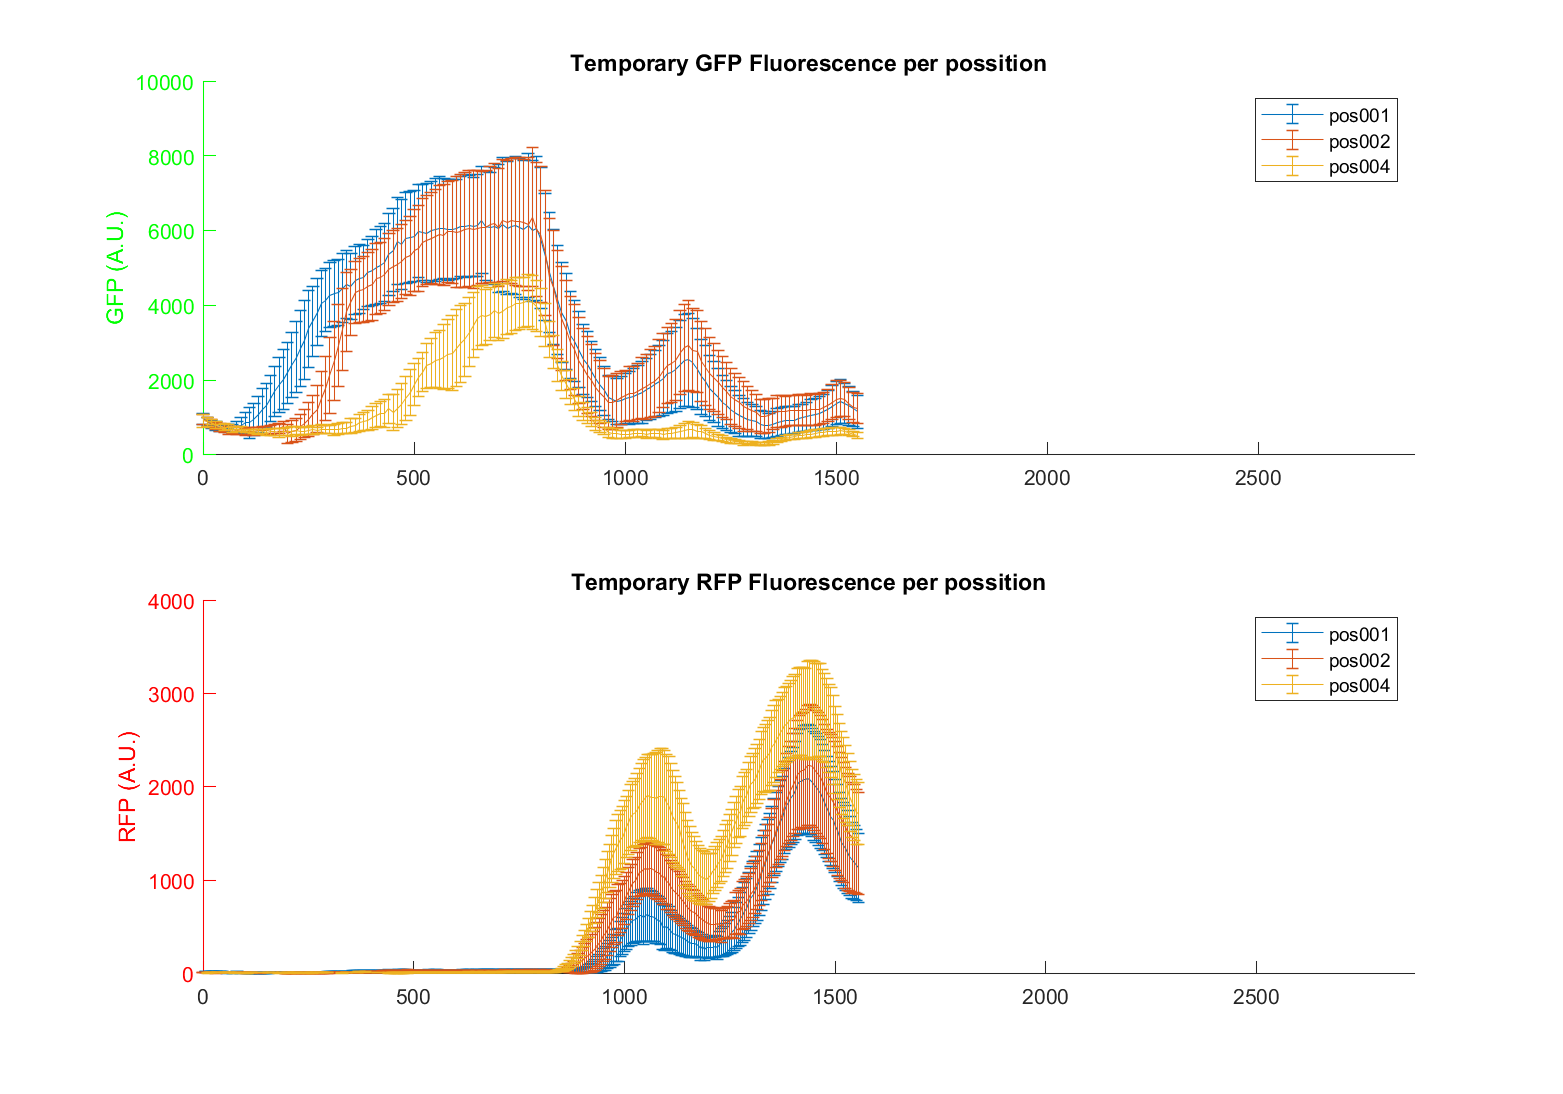 Temporary GFP Fluorescence per possition
10000
8000
6000
4000
2000
0
GFP (A.U.)
pos001
pos002
pos004
0 500 1000 1500 2000 2500
Temporary RFP Fluorescence per possition
4000
3000
2000
1000
0
RFP (A.U.)
pos001
pos002
pos004
0 500 1000 1500 2000 2500